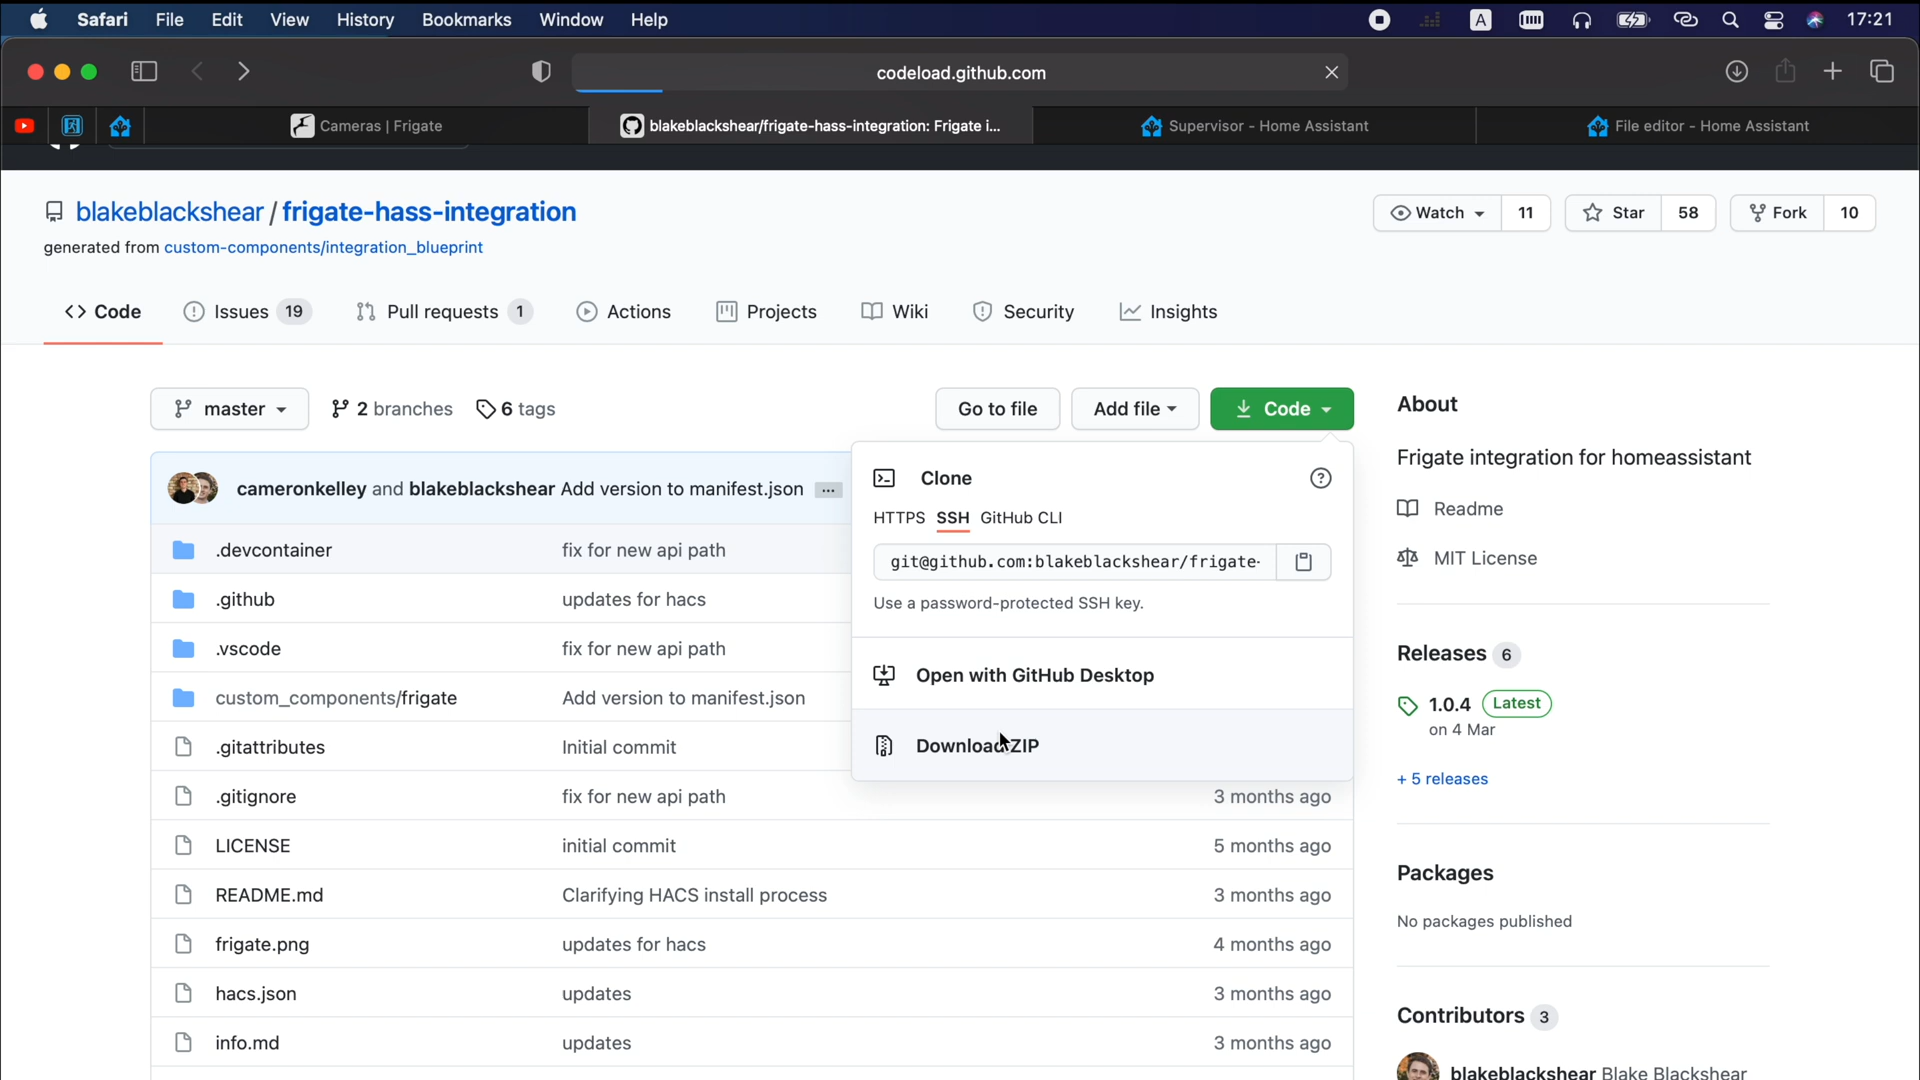 Safari File Edit View History Bookmarks Window Help A 17:21
codeload.github.com
Cameras | Frigate
blakeblackshear/frigate-hass-integration: Frigate i...
Supervisor - Home Assistant
File editor - Home Assistant
blakeblackshear / frigate-hass-integration
Watch 11
Star 58
Fork 10
generated from custom-components/integration_blueprint
Code
Issues 19
Pull requests 1
Actions
Projects
Wiki
Security
Insights
master
2 branches
6 tags
Go to file
Add file
Code
cameronkelley and blakeblackshear Add version to manifest.json ...
.devcontainer fix for new api path
.github updates for hacs
.vscode fix for new api path
custom_components/frigate Add version to manifest.json
.gitattributes Initial commit
.gitignore fix for new api path 3 months ago
LICENSE initial commit 5 months ago
README.md Clarifying HACS install process 3 months ago
frigate.png updates for hacs 4 months ago
hacs.json updates 3 months ago
info.md updates 3 months ago
Clone ?
HTTPS SSH GitHub CLI
git@github.com:blakeblackshear/frigate-
Use a password-protected SSH key.
Open with GitHub Desktop
Download ZIP
About
Frigate integration for homeassistant
Readme
MIT License
Releases 6
1.0.4 Latest
on 4 Mar
+ 5 releases
Packages
No packages published
Contributors 3
blakeblackshear Blake Blackshear